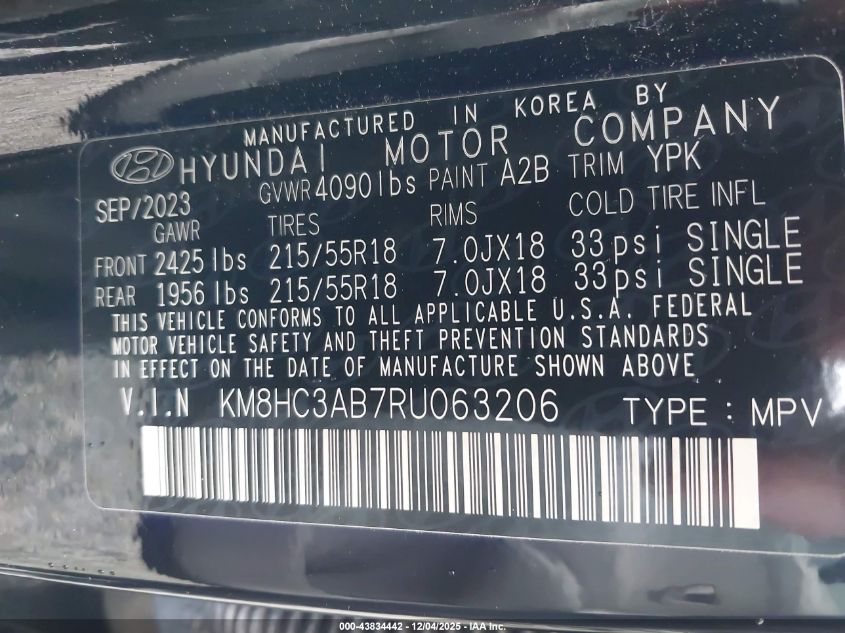 MANUFACTURED IN KOREA BY
HYUNDAI MOTOR COMPANY
SEP/2023 GVWR 4090 lbs PAINT A2B TRIM YPK
GAWR TIRES RIMS COLD TIRE INFL
FRONT 2425 lbs 215/55R18 7.0JX18 33psi SINGLE
REAR 1956 lbs 215/55R18 7.0JX18 33psi SINGLE
THIS VEHICLE CONFORMS TO ALL APPLICABLE U.S.A. FEDERAL
MOTOR VEHICLE SAFETY AND THEFT PREVENTION STANDARDS
IN EFFECT ON THE DATE OF MANUFACTURE SHOWN ABOVE
V.I.N KM8HC3AB7RU063206 TYPE : MPV
000-43834442 - 12/04/2025 - IAA Inc.